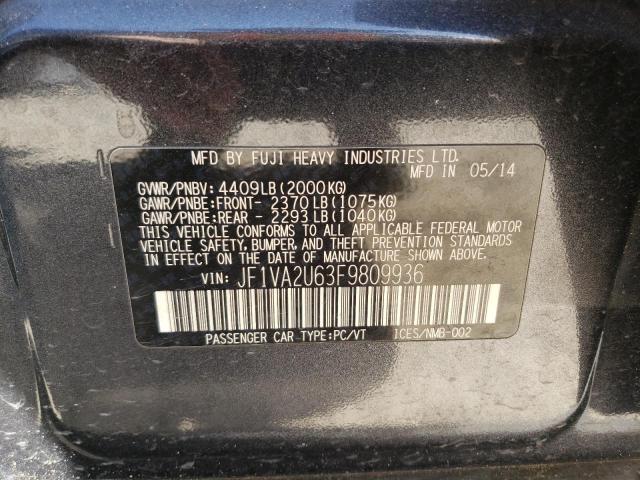 MFD BY FUJI HEAVY INDUSTRIES LTD.
MFD IN 05/14
GVWR/PNBV: 4409LB(2000KG)
GAWR/PNBE:FRONT- 2370LB(1075KG)
GAWR/PNBE:REAR - 2293LB(1040KG)
THIS VEHICLE CONFORMS TO ALL APPLICABLE FEDERAL MOTOR
VEHICLE SAFETY, BUMPER, AND THEFT PREVENTION STANDARDS
IN EFFECT ON THE DATE OF MANUFACTURE SHOWN ABOVE.
VIN: JF1VA2U63F9809936
PASSENGER CAR TYPE:PC/VT ICES/NMB-002